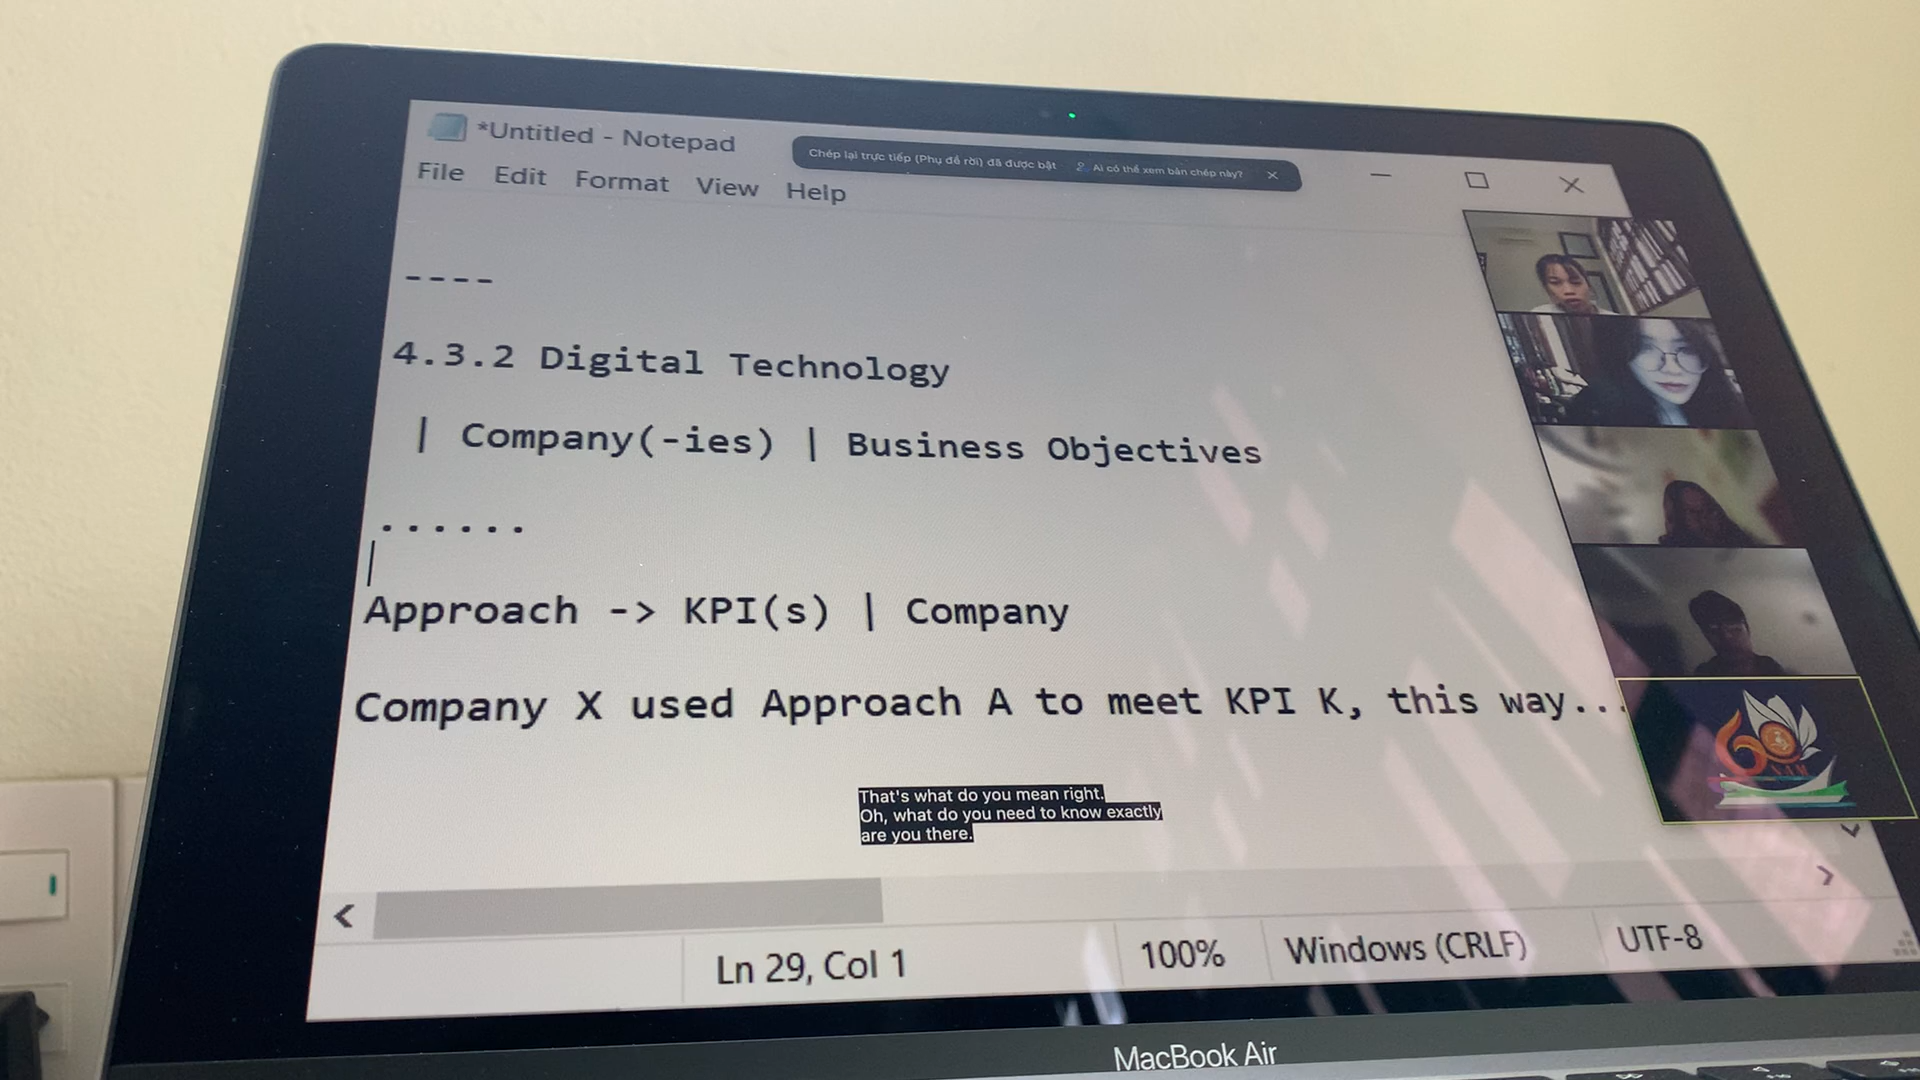 *Untitled - Notepad
Chép lại trực tiếp (Phụ đề rời) đã được bật Ai có thể xem bản chép này?
File Edit Format View Help
----
4.3.2 Digital Technology
| Company(-ies) | Business Objectives
......
Approach -> KPI(s) | Company
Company X used Approach A to meet KPI K, this way...
60
NĂM
That's what do you mean right.
Oh, what do you need to know exactly
are you there.
Ln 29, Col 1 100% Windows (CRLF) UTF-8
MacBook Air